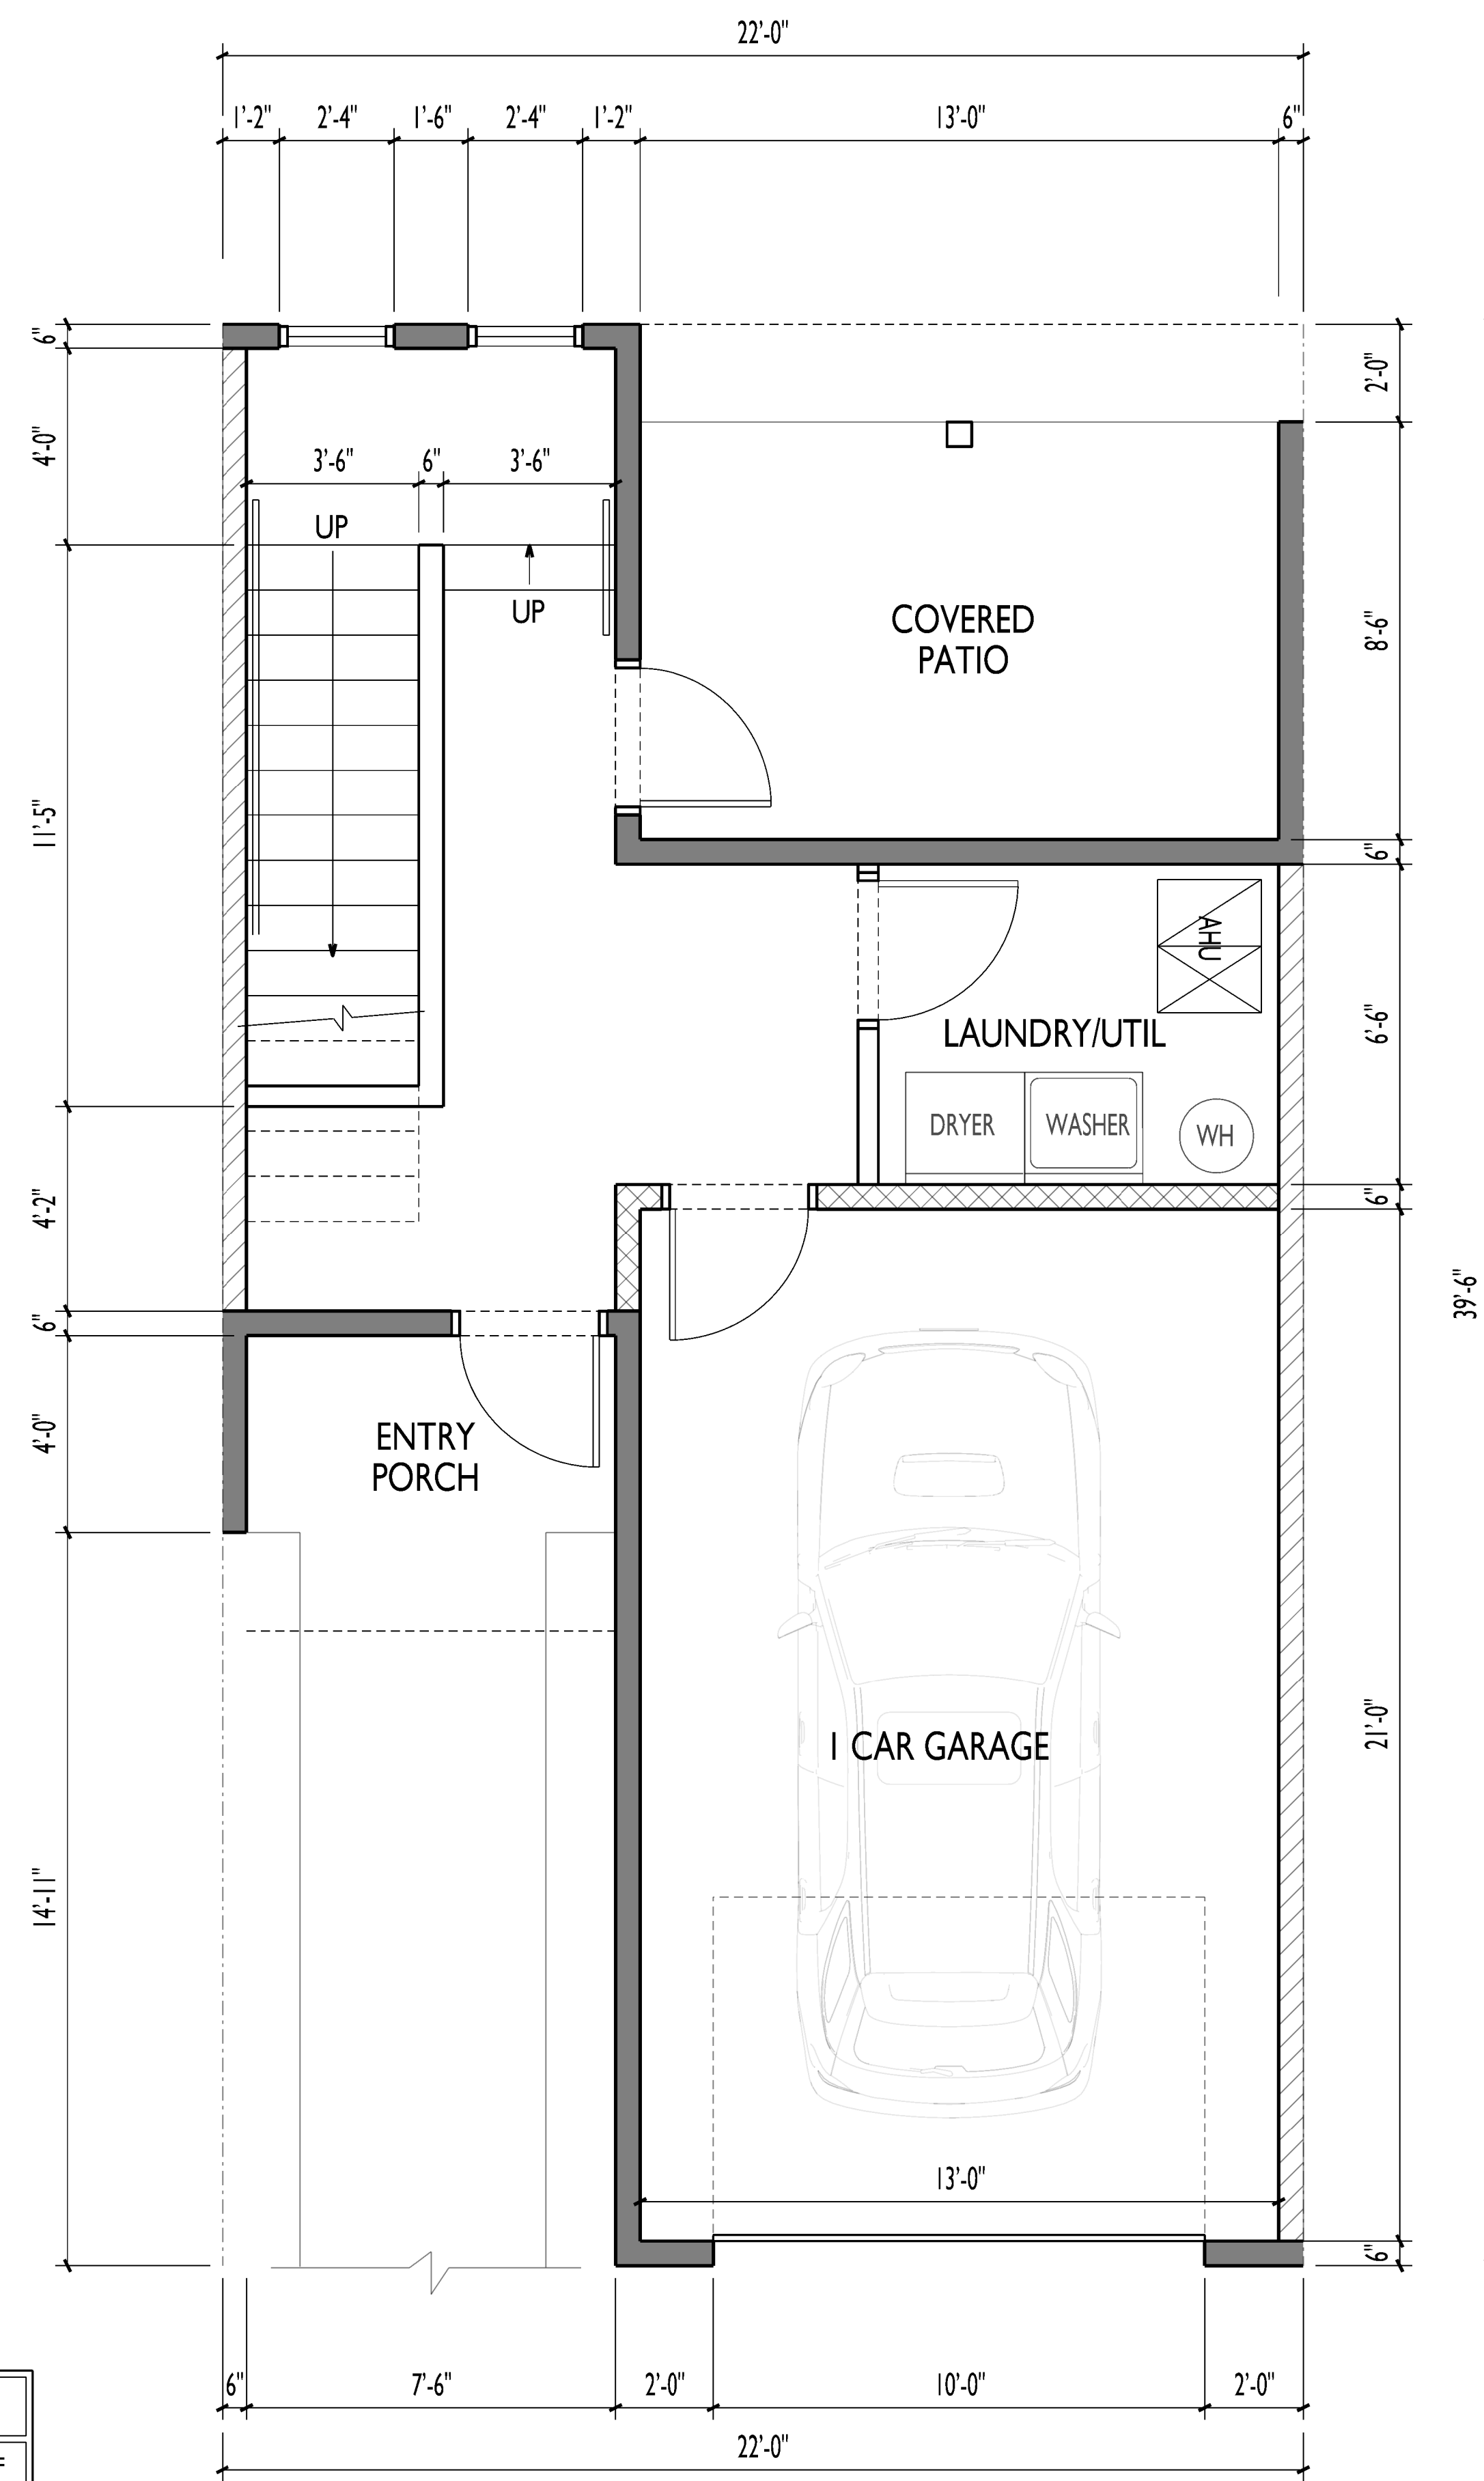 22'-0"
1'-2" 2'-4" 1'-6" 2'-4" 1'-2" 13'-0" 6"
6"
2'-0"
4'-0"
3'-6" 6" 3'-6"
UP
UP
COVERED
PATIO
8'-6"
11'-5"
6"
AHU
LAUNDRY/UTIL
6'-6"
DRYER WASHER WH
4'-2"
6"
39'-6"
6"
4'-0"
ENTRY
PORCH
1 CAR GARAGE
21'-0"
14'-11"
13'-0"
6"
6" 7'-6" 2'-0" 10'-0" 2'-0"
22'-0"